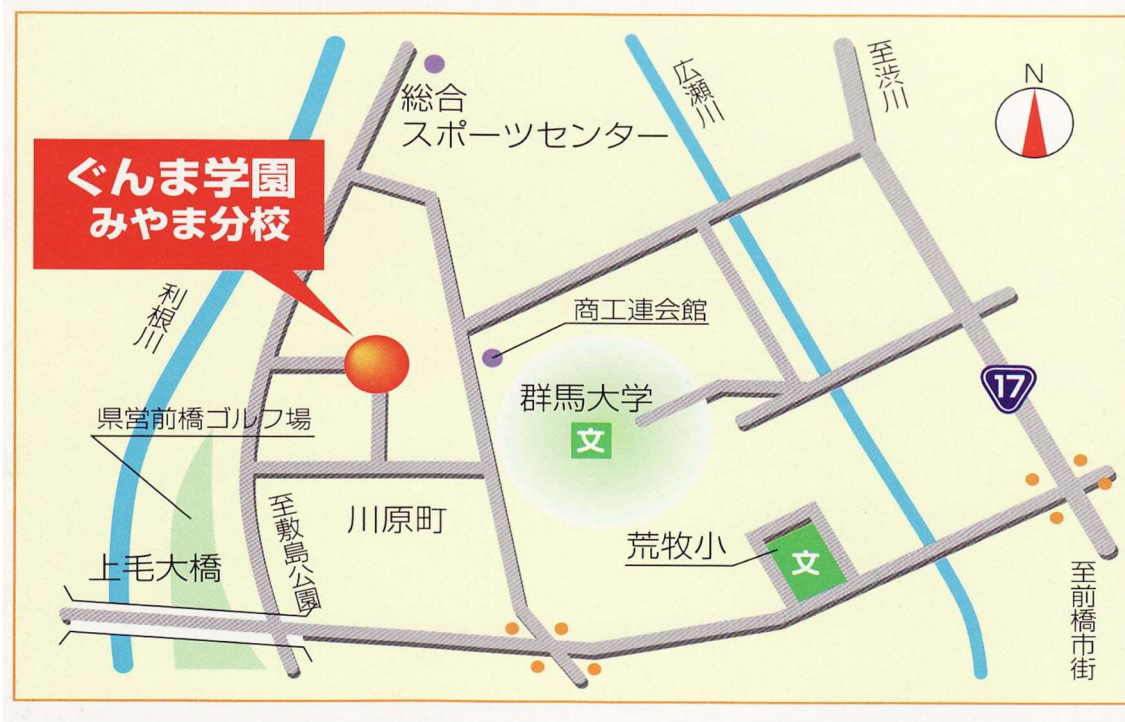 総合
スポーツセンター
広瀬川
至渋川
N
ぐんま学園
みやま分校
利根川
商工連会館
群馬大学
文
17
県営前橋ゴルフ場
至敷島公園
川原町
荒牧小
文
上毛大橋
至前橋市街